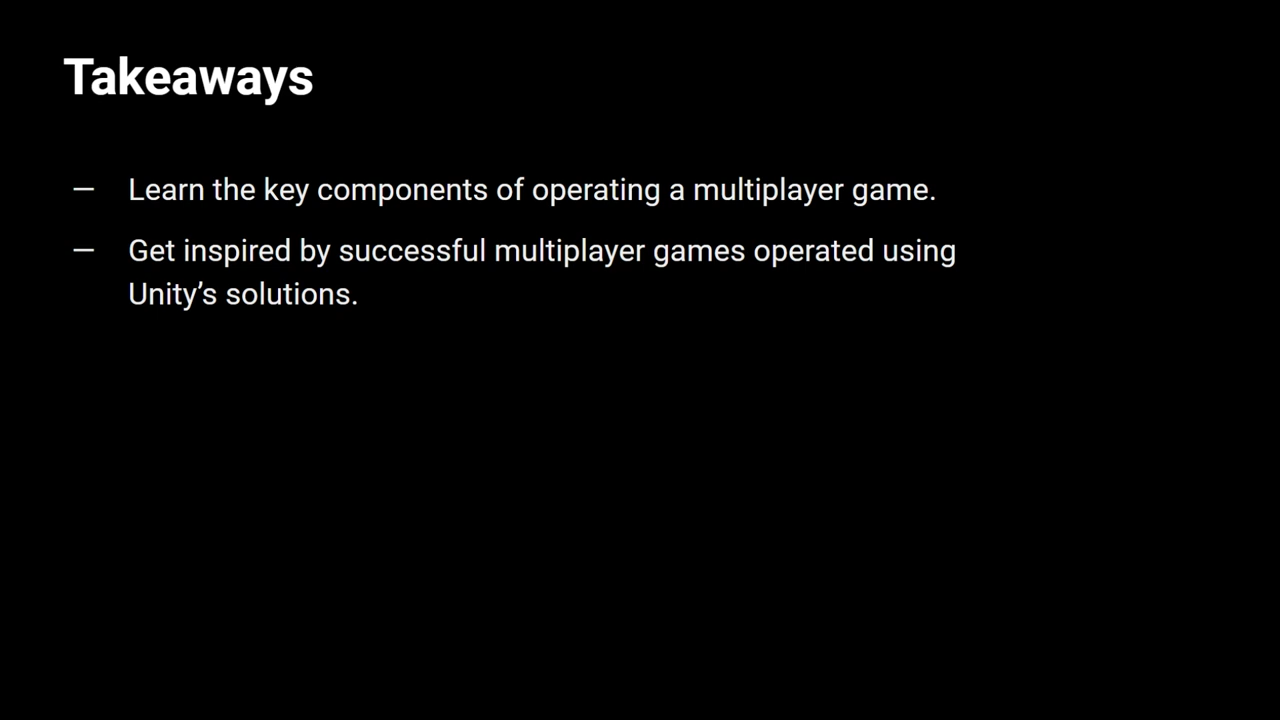 Takeaways
— Learn the key components of operating a multiplayer game.
— Get inspired by successful multiplayer games operated using
Unity’s solutions.